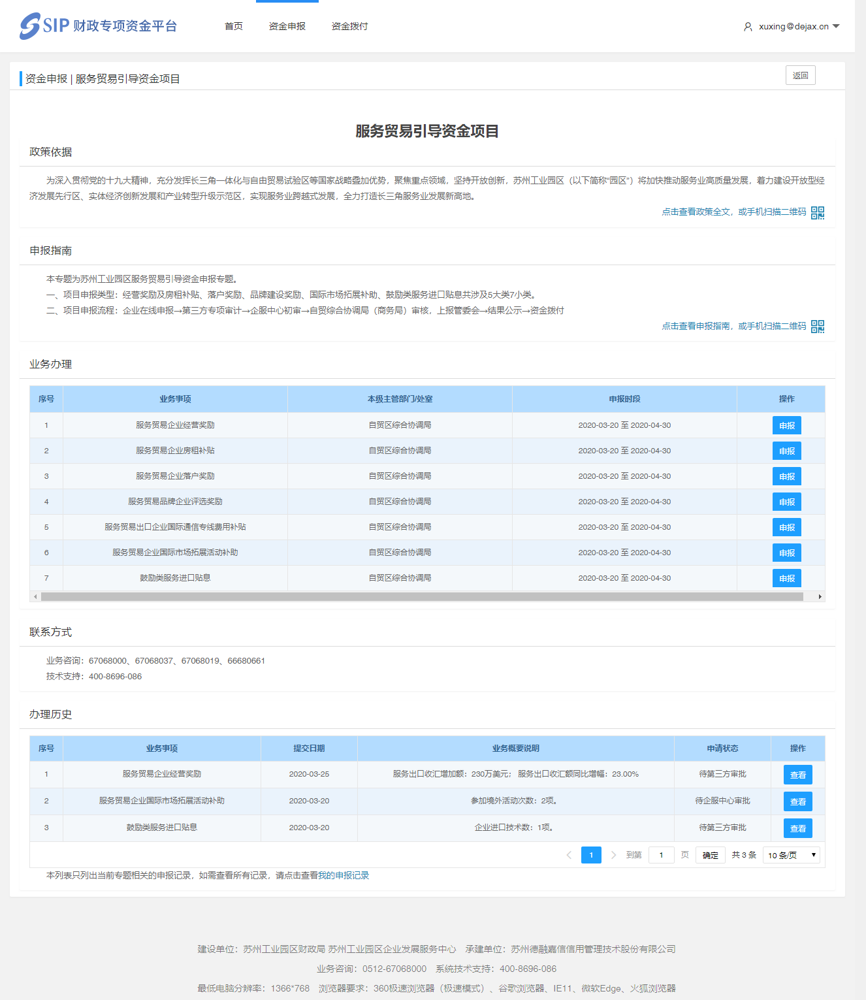 SIP 财政专项资金平台
首页 资金申报 资金拨付
xuxing@dejax.cn
资金申报 | 服务贸易引导资金项目
返回
服务贸易引导资金项目
政策依据
为深入贯彻党的十九大精神，充分发挥长三角一体化与自由贸易试验区等国家战略叠加优势，聚焦重点领域，坚持开放创新，苏州工业园区（以下简称“园区”）将加快推动服务业高质量发展，着力建设开放型经
济发展先行区、实体经济创新发展和产业转型升级示范区，实现服务业跨越式发展，全力打造长三角服务业发展新高地。
点击查看政策全文，或手机扫描二维码
申报指南
本专题为苏州工业园区服务贸易引导资金申报专题。
一、项目申报类型：经营奖励及房租补贴、落户奖励、品牌建设奖励、国际市场拓展补助、鼓励类服务进口贴息共涉及5大类7小类。
二、项目申报流程：企业在线申报→第三方专项审计→企服中心初审→自贸综合协调局（商务局）审核，上报管委会→结果公示→资金拨付
点击查看申报指南，或手机扫描二维码
业务办理
序号 业务事项 本级主管部门/处室 申报时段 操作
1 服务贸易企业经营奖励 自贸区综合协调局 2020-03-20 至 2020-04-30 申报
2 服务贸易企业房租补贴 自贸区综合协调局 2020-03-20 至 2020-04-30 申报
3 服务贸易企业落户奖励 自贸区综合协调局 2020-03-20 至 2020-04-30 申报
4 服务贸易品牌企业评选奖励 自贸区综合协调局 2020-03-20 至 2020-04-30 申报
5 服务贸易出口企业国际通信专线费用补贴 自贸区综合协调局 2020-03-20 至 2020-04-30 申报
6 服务贸易企业国际市场拓展活动补助 自贸区综合协调局 2020-03-20 至 2020-04-30 申报
7 鼓励类服务进口贴息 自贸区综合协调局 2020-03-20 至 2020-04-30 申报
联系方式
业务咨询：67068000、67068037、67068019、66680661
技术支持：400-8696-086
办理历史
序号 业务事项 提交日期 业务概要说明 申请状态 操作
1 服务贸易企业经营奖励 2020-03-25 服务出口收汇增加额：230万美元； 服务出口收汇额同比增幅：23.00% 待第三方审批 查看
2 服务贸易企业国际市场拓展活动补助 2020-03-20 参加境外活动次数：2项。 待企服中心审批 查看
3 鼓励类服务进口贴息 2020-03-20 企业进口技术数：1项。 待第三方审批 查看
1 到第 1 页 确定 共 3 条 10 条/页
本列表只列出当前专题相关的申报记录，如需查看所有记录，请点击查看我的申报记录
建设单位：苏州工业园区财政局 苏州工业园区企业发展服务中心 承建单位：苏州德融嘉信信用管理技术股份有限公司
业务咨询：0512-67068000 系统技术支持：400-8696-086
最低电脑分辨率：1366*768 浏览器要求：360极速浏览器（极速模式）、谷歌浏览器、IE11、微软Edge、火狐浏览器